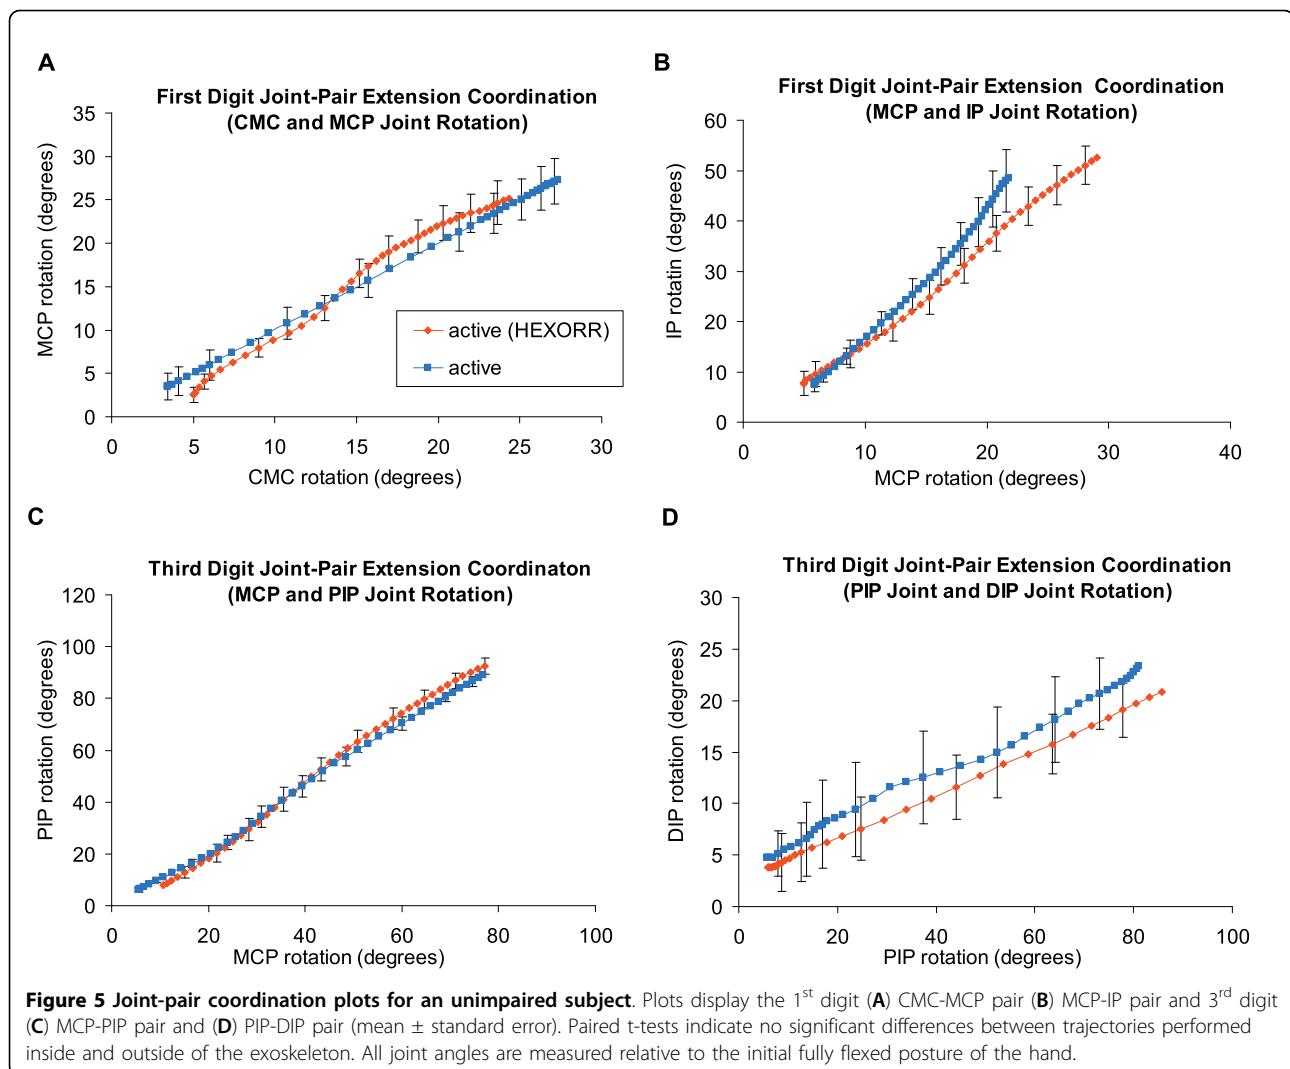 A
First Digit Joint-Pair Extension Coordination
(CMC and MCP Joint Rotation)
35
30
25
20
15
10
5
0
MCP rotation (degrees)
active (HEXORR)
active
0 5 10 15 20 25 30
CMC rotation (degrees)
B
First Digit Joint-Pair Extension Coordination
(MCP and IP Joint Rotation)
60
50
40
30
20
10
0
IP rotatin (degrees)
0 10 20 30 40
MCP rotation (degrees)
C
Third Digit Joint-Pair Extension Coordinaton
(MCP and PIP Joint Rotation)
120
100
80
60
40
20
0
PIP rotation (degrees)
0 20 40 60 80 100
MCP rotation (degrees)
D
Third Digit Joint-Pair Extension Coordination
(PIP Joint and DIP Joint Rotation)
30
25
20
15
10
5
0
DIP rotation (degrees)
0 20 40 60 80 100
PIP rotation (degrees)
Figure 5 Joint-pair coordination plots for an unimpaired subject. Plots display the 1st digit (A) CMC-MCP pair (B) MCP-IP pair and 3rd digit
(C) MCP-PIP pair and (D) PIP-DIP pair (mean ± standard error). Paired t-tests indicate no significant differences between trajectories performed
inside and outside of the exoskeleton. All joint angles are measured relative to the initial fully flexed posture of the hand.